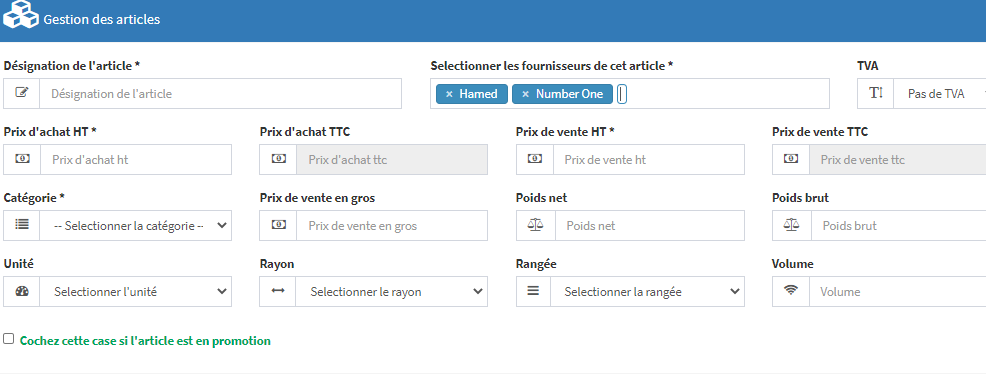 Gestion des articles
Désignation de l'article * Selectionner les fournisseurs de cet article * TVA
Désignation de l'article × Hamed × Number One Pas de TVA
Prix d'achat HT * Prix d'achat TTC Prix de vente HT * Prix de vente TTC
Prix d'achat ht Prix d'achat ttc Prix de vente ht Prix de vente ttc
Catégorie * Prix de vente en gros Poids net Poids brut
-- Selectionner la catégorie -- Prix de vente en gros Poids net Poids brut
Unité Rayon Rangée Volume
Selectionner l'unité Selectionner le rayon Selectionner la rangée Volume
Cochez cette case si l'article est en promotion